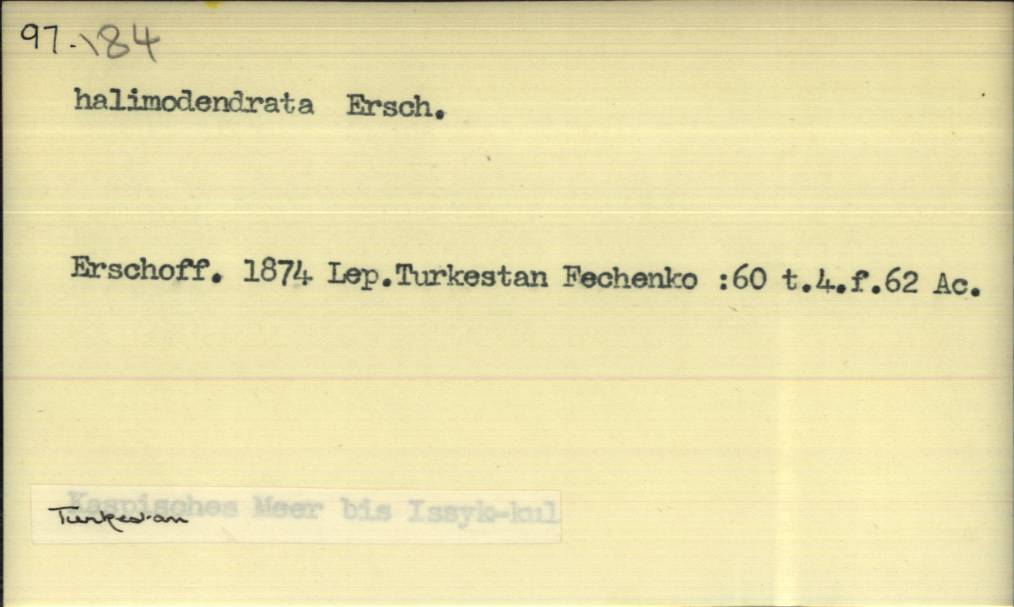 97.184
halimodendrata Ersch.
Erschoff. 1874 Lep.Turkestan Fechenko :60 t.4.f.62 Ac.
Kaspisches Meer bis Issyk-kul
Turkestan